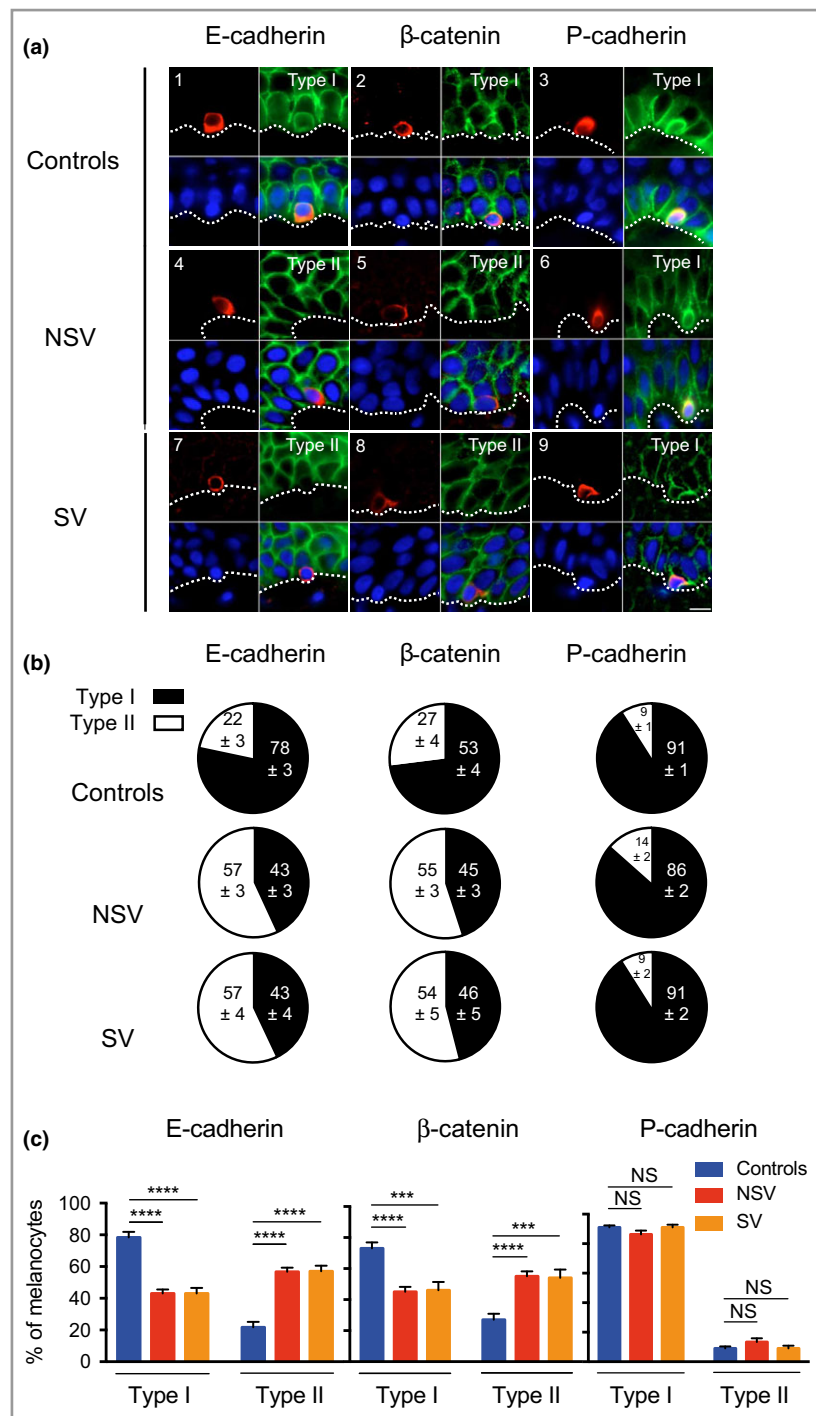 (a)
E-cadherin β-catenin P-cadherin
Controls
1 Type I 2 Type I 3 Type I
NSV
4 Type II 5 Type II 6 Type I
SV
7 Type II 8 Type II 9 Type I
(b)
E-cadherin β-catenin P-cadherin
Type I
Type II
Controls
22 ± 3
78 ± 3
27 ± 4
53 ± 4
9 ± 1
91 ± 1
NSV
57 ± 3
43 ± 3
55 ± 3
45 ± 3
14 ± 2
86 ± 2
SV
57 ± 4
43 ± 4
54 ± 5
46 ± 5
9 ± 2
91 ± 2
(c)
E-cadherin β-catenin P-cadherin
Controls
NSV
SV
% of melanocytes
100
80
60
40
20
0
****
****
****
****
***
****
***
****
NS
NS
NS
NS
Type I Type II Type I Type II Type I Type II